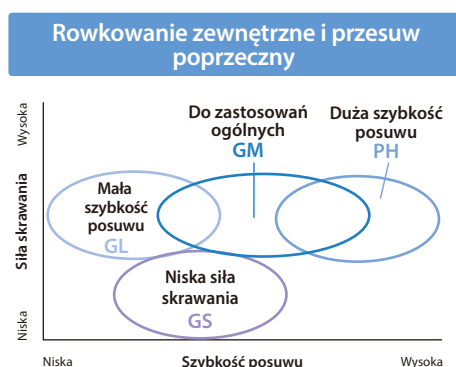 Rowkowanie zewnętrzne i przesuw
poprzeczny
Wysoka
Siła skrawania
Niska
Do zastosowań
ogólnych
GM
Duża szybkość
posuwu
PH
Mała
szybkość
posuwu
GL
Niska siła
skrawania
GS
Niska
Szybkość posuwu
Wysoka